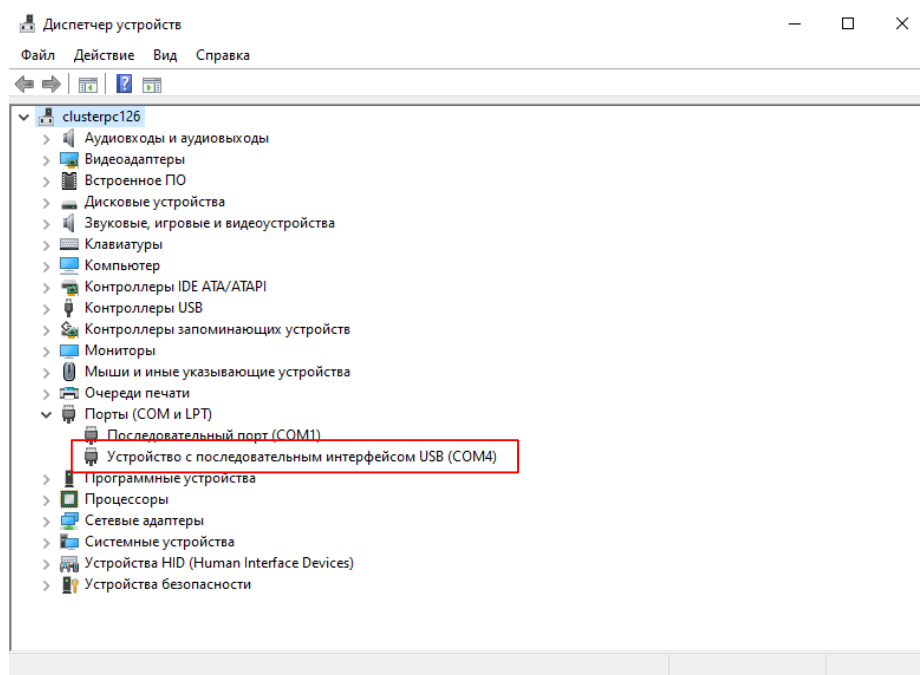 Диспетчер устройств
Файл Действие Вид Справка
clusterpc126
Аудиовходы и аудиовыходы
Видеоадаптеры
Встроенное ПО
Дисковые устройства
Звуковые, игровые и видеоустройства
Клавиатуры
Компьютер
Контроллеры IDE ATA/ATAPI
Контроллеры USB
Контроллеры запоминающих устройств
Мониторы
Мыши и иные указывающие устройства
Очереди печати
Порты (COM и LPT)
Последовательный порт (COM1)
Устройство с последовательным интерфейсом USB (COM4)
Программные устройства
Процессоры
Сетевые адаптеры
Системные устройства
Устройства HID (Human Interface Devices)
Устройства безопасности